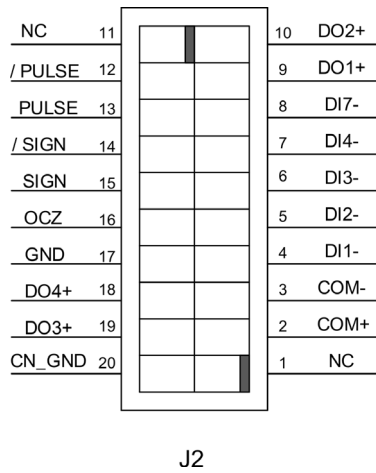 NC 11 10 DO2+
/ PULSE 12 9 DO1+
PULSE 13 8 DI7-
/ SIGN 14 7 DI4-
SIGN 15 6 DI3-
OCZ 16 5 DI2-
GND 17 4 DI1-
DO4+ 18 3 COM-
DO3+ 19 2 COM+
CN_GND 20 1 NC
J2